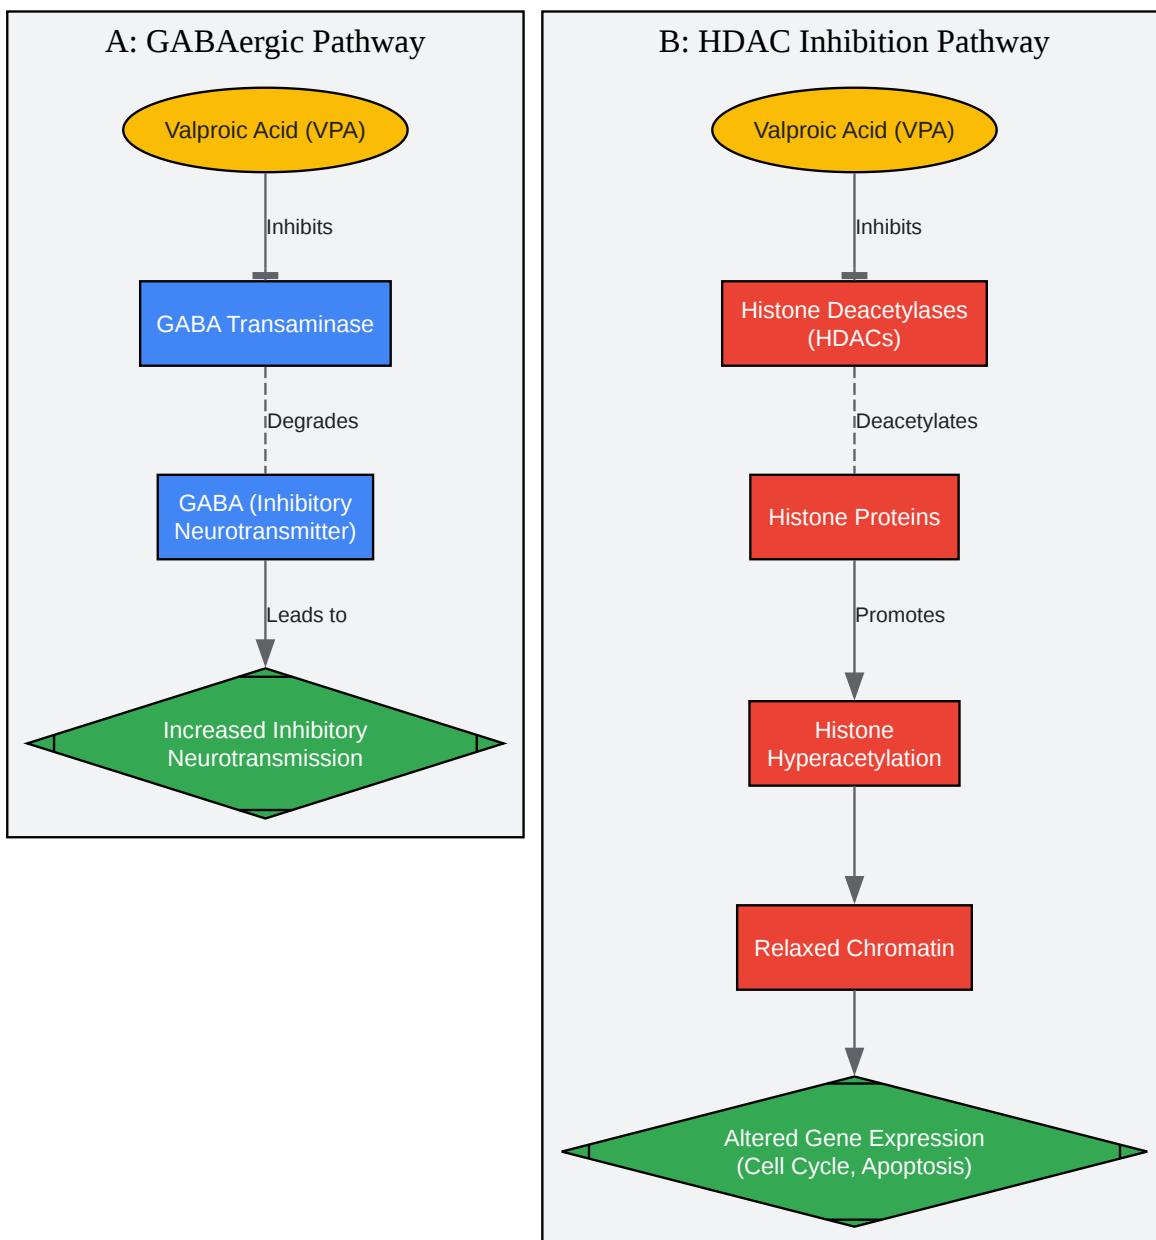 A: GABAergic Pathway
Valproic Acid (VPA)
Inhibits
GABA Transaminase
Degrades
GABA (Inhibitory
Neurotransmitter)
Leads to
Increased Inhibitory
Neurotransmission
B: HDAC Inhibition Pathway
Valproic Acid (VPA)
Inhibits
Histone Deacetylases
(HDACs)
Deacetylates
Histone Proteins
Promotes
Histone
Hyperacetylation
Relaxed Chromatin
Altered Gene Expression
(Cell Cycle, Apoptosis)